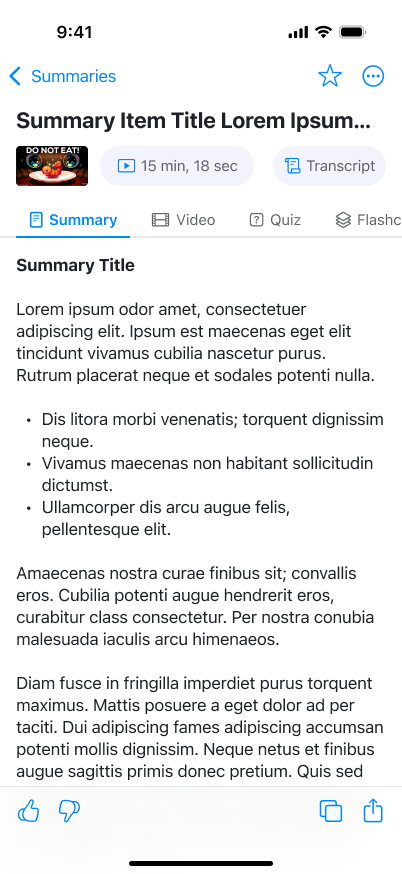 9:41
Summaries
Summary Item Title Lorem Ipsum...
DO NOT EAT!
15 min, 18 sec
Transcript
Summary
Video
Quiz
Flashc
Summary Title
Lorem ipsum odor amet, consectetuer
adipiscing elit. Ipsum est maecenas eget elit
tincidunt vivamus cubilia nascetur purus.
Rutrum placerat neque et sodales potenti nulla.
• Dis litora morbi venenatis; torquent dignissim
neque.
• Vivamus maecenas non habitant sollicitudin
dictumst.
• Ullamcorper dis arcu augue felis,
pellentesque elit.
Amaecenas nostra curae finibus sit; convallis
eros. Cubilia potenti augue hendrerit eros,
curabitur class consectetur. Per nostra conubia
malesuada iaculis arcu himenaeos.
Diam fusce in fringilla imperdiet purus torquent
maximus. Mattis posuere a eget dolor ad per
taciti. Dui adipiscing fames adipiscing accumsan
potenti mollis dignissim. Neque netus et finibus
augue sagittis primis donec pretium. Quis sed